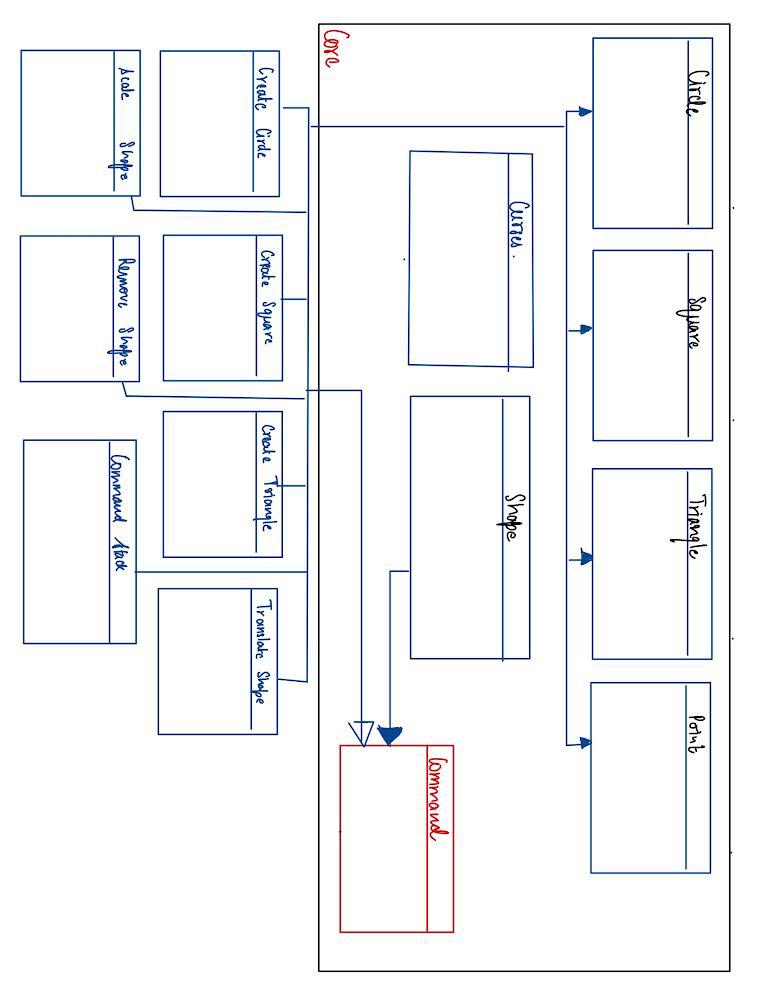 Circle
Square
Triangle
Point
Curves.
Shape
Command
Core
Create Circle
Create Square
Create Triangle
Translate Shape
Scale Shape
Remove Shape
Command Stack